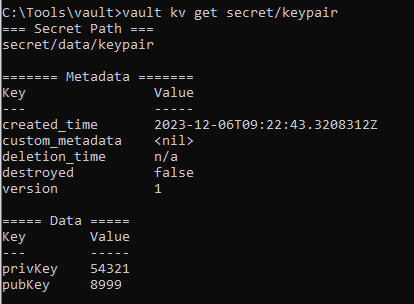 C:\Tools\vault>vault kv get secret/keypair
=== Secret Path ===
secret/data/keypair
======= Metadata =======
Key                Value
---                -----
created_time       2023-12-06T09:22:43.3208312Z
custom_metadata    <nil>
deletion_time      n/a
destroyed          false
version            1
===== Data =====
Key        Value
---        -----
privKey    54321
pubKey     8999